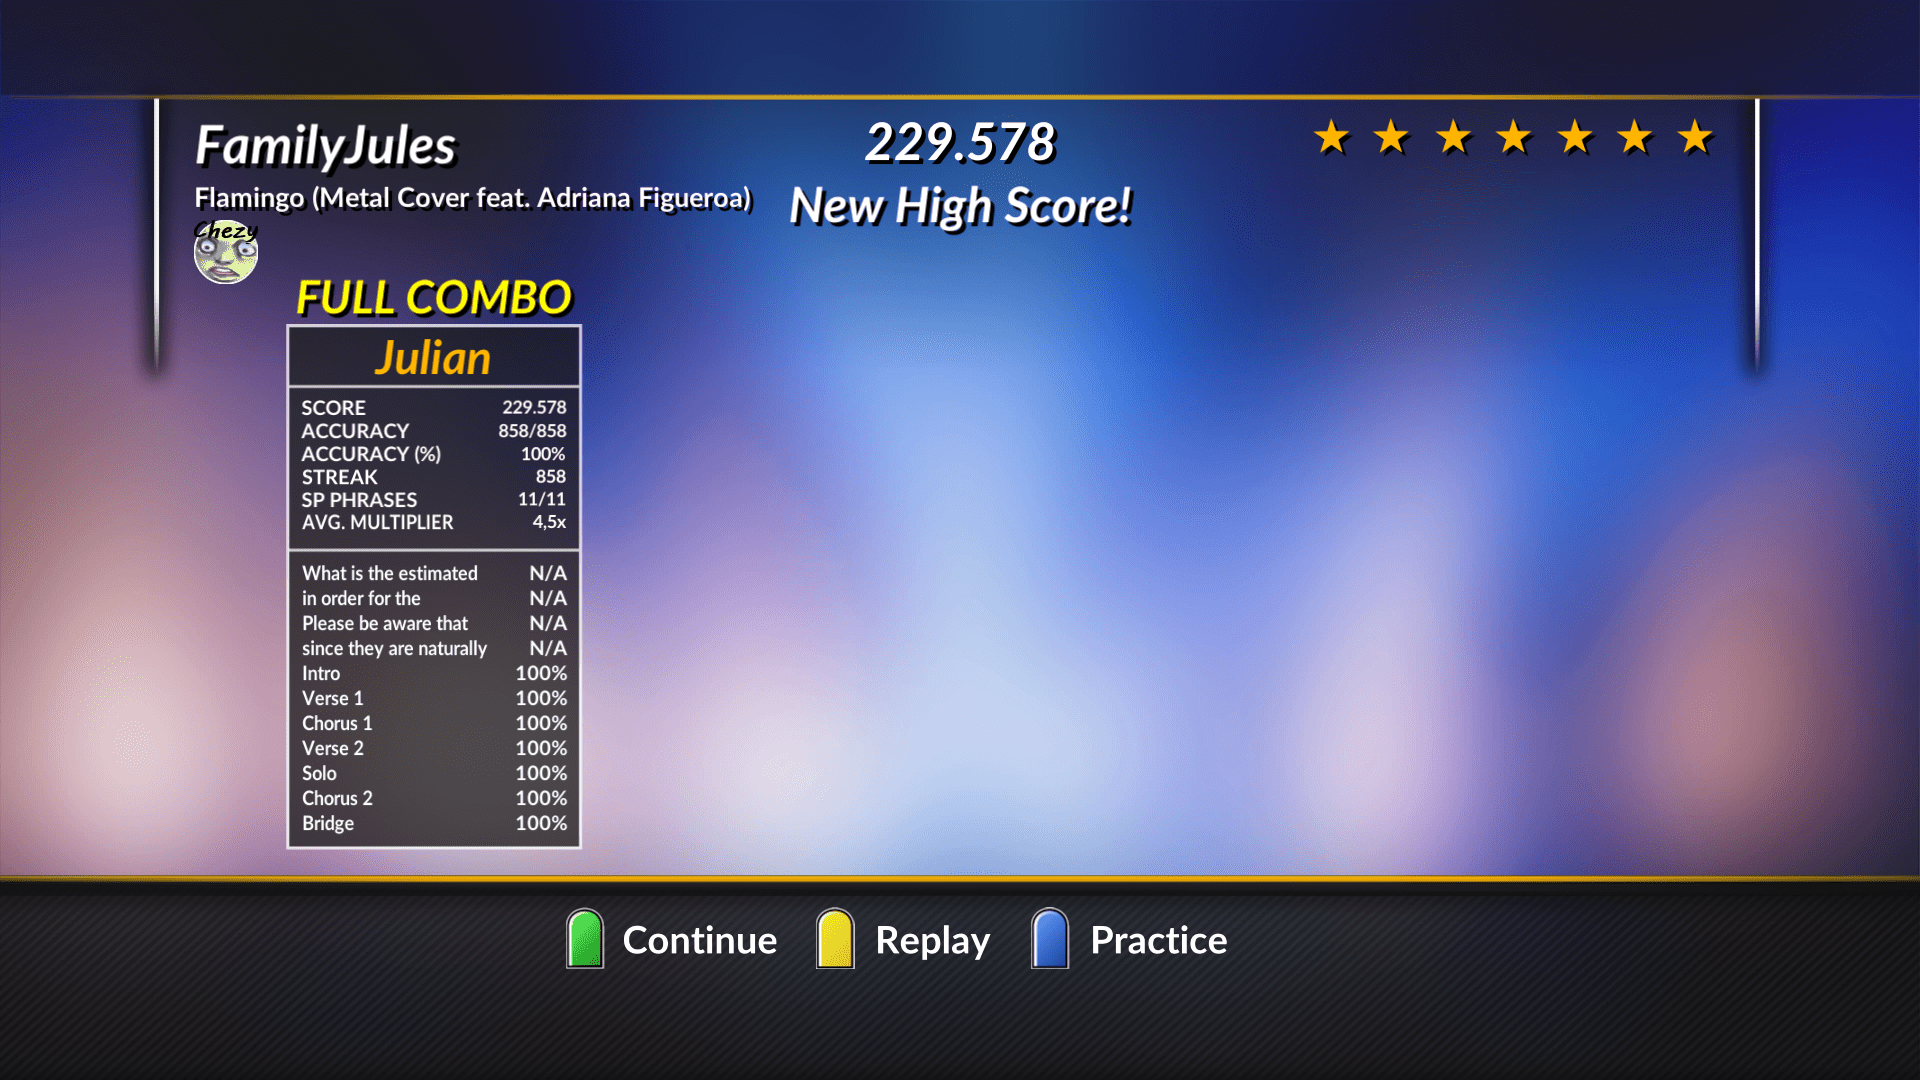 FamilyJules
229.578
Flamingo (Metal Cover feat. Adriana Figueroa)
New High Score!
Chezy
FULL COMBO
Julian
SCORE 229.578
ACCURACY 858/858
ACCURACY (%) 100%
STREAK 858
SP PHRASES 11/11
AVG. MULTIPLIER 4,5x
What is the estimated N/A
in order for the N/A
Please be aware that N/A
since they are naturally N/A
Intro 100%
Verse 1 100%
Chorus 1 100%
Verse 2 100%
Solo 100%
Chorus 2 100%
Bridge 100%
Continue Replay Practice